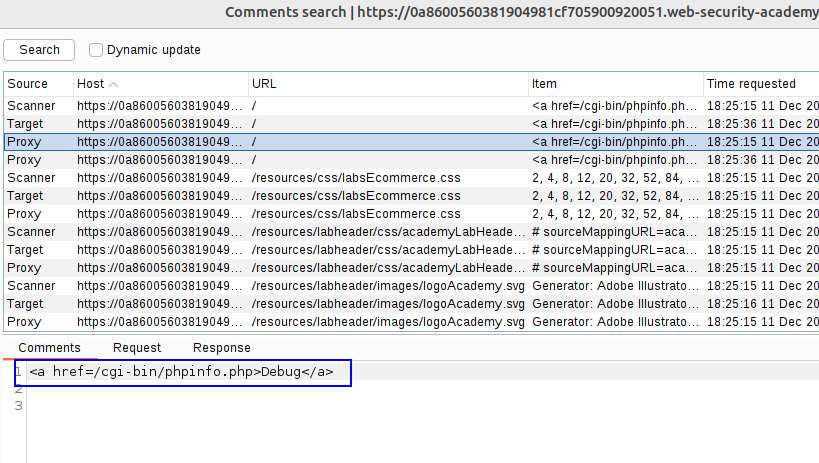 Comments search | https://0a8600560381904981cf705900920051.web-security-academy
Search Dynamic update
Source Host URL Item Time requested
Scanner https://0a86005603819049... / <a href=/cgi-bin/phpinfo.ph... 18:25:15 11 Dec 20
Target https://0a86005603819049... / <a href=/cgi-bin/phpinfo.ph... 18:25:36 11 Dec 20
Proxy https://0a86005603819049... / <a href=/cgi-bin/phpinfo.ph... 18:25:15 11 Dec 20
Proxy https://0a86005603819049... / <a href=/cgi-bin/phpinfo.ph... 18:25:36 11 Dec 20
Scanner https://0a86005603819049... /resources/css/labsEcommerce.css 2, 4, 8, 12, 20, 32, 52, 84, ... 18:25:15 11 Dec 20
Target https://0a86005603819049... /resources/css/labsEcommerce.css 2, 4, 8, 12, 20, 32, 52, 84, ... 18:25:15 11 Dec 20
Proxy https://0a86005603819049... /resources/css/labsEcommerce.css 2, 4, 8, 12, 20, 32, 52, 84, ... 18:25:15 11 Dec 20
Scanner https://0a86005603819049... /resources/labheader/css/academyLabHeade... # sourceMappingURL=aca... 18:25:15 11 Dec 20
Target https://0a86005603819049... /resources/labheader/css/academyLabHeade... # sourceMappingURL=aca... 18:25:15 11 Dec 20
Proxy https://0a86005603819049... /resources/labheader/css/academyLabHeade... # sourceMappingURL=aca... 18:25:15 11 Dec 20
Scanner https://0a86005603819049... /resources/labheader/images/logoAcademy.svg Generator: Adobe Illustrato... 18:25:15 11 Dec 20
Target https://0a86005603819049... /resources/labheader/images/logoAcademy.svg Generator: Adobe Illustrato... 18:25:16 11 Dec 20
Proxy https://0a86005603819049... /resources/labheader/images/logoAcademy.svg Generator: Adobe Illustrato... 18:25:15 11 Dec 20
Comments Request Response
1 <a href=/cgi-bin/phpinfo.php>Debug</a>
2
3